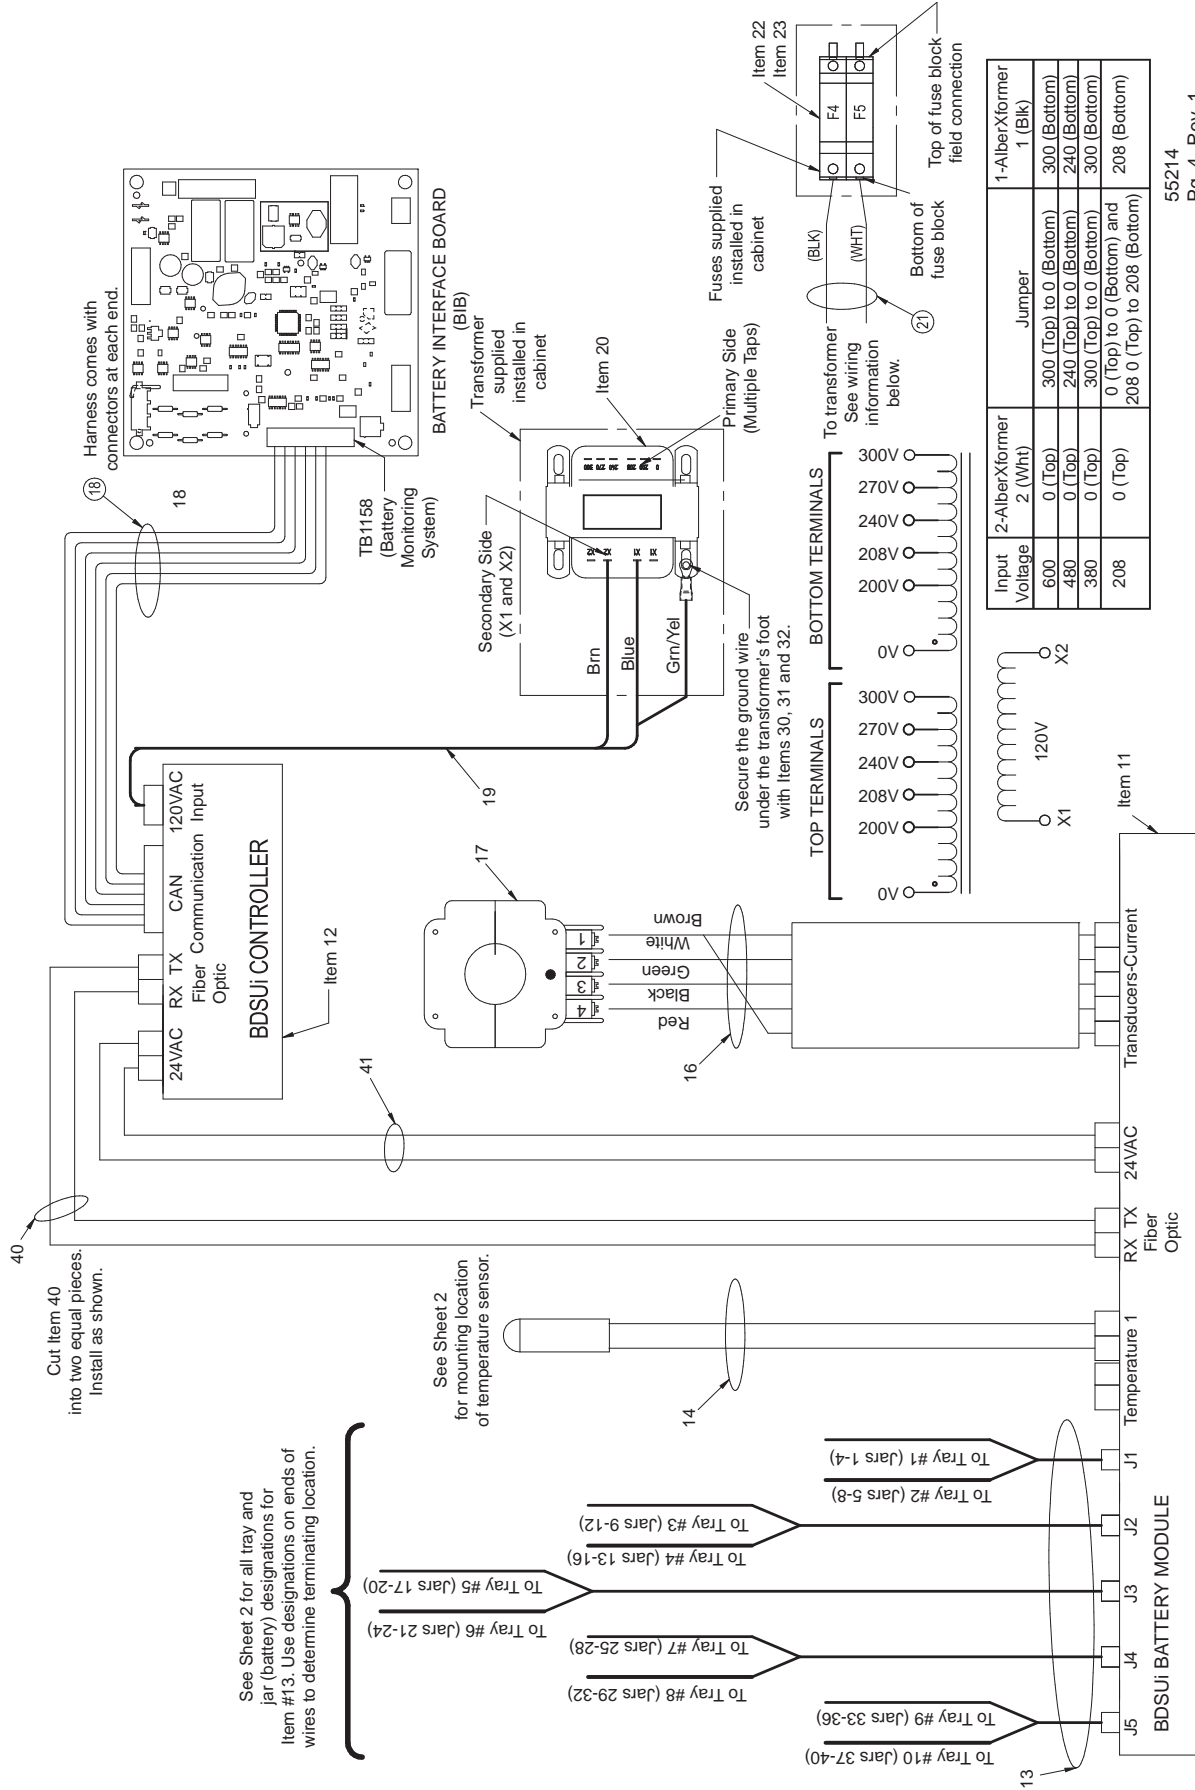 Cut Item 40
into two equal pieces.
Install as shown.
40
See Sheet 2 for all tray and
jar (battery) designations for
Item #13. Use designations on ends of
wires to determine terminating location.
See Sheet 2
for mounting location
of temperature sensor.
To Tray #10 (Jars 37-40)
To Tray #9 (Jars 33-36)
To Tray #8 (Jars 29-32)
To Tray #7 (Jars 25-28)
To Tray #6 (Jars 21-24)
To Tray #5 (Jars 17-20)
To Tray #4 (Jars 13-16)
To Tray #3 (Jars 9-12)
To Tray #2 (Jars 5-8)
To Tray #1 (Jars 1-4)
13
14
J5
J4
J3
J2
J1
Temperature 1
RX TX
Fiber
Optic
24VAC
Transducers-Current
BDSUi BATTERY MODULE
Item 11
24VAC
RX TX
Fiber
Optic
CAN
Communication
120VAC
Input
BDSUi CONTROLLER
Item 12
41
16
17
4
3
2
1
Red
Black
Green
White
Brown
19
Harness comes with
connectors at each end.
18
18
TB1158
(Battery
Monitoring
System)
BATTERY INTERFACE BOARD
(BIB)
Transformer
supplied
installed in
cabinet
Item 20
Secondary Side
(X1 and X2)
Primary Side
(Multiple Taps)
X2
X2
X1
X1
Brn
Blue
Grn/Yel
Secure the ground wire
under the transformer's foot
with Items 30, 31 and 32.
Fuses supplied
installed in
cabinet
Item 22
Item 23
F4
F5
(BLK)
(WHT)
Top of fuse block
field connection
Bottom of
fuse block
21
To transformer
See wiring
information
below.
TOP TERMINALS
0V
200V
208V
240V
270V
300V
BOTTOM TERMINALS
0V
200V
208V
240V
270V
300V
X1
120V
X2
Input Voltage 2-AlberXformer 2 (Wht) Jumper 1-AlberXformer 1 (Blk)
600 0 (Top) 300 (Top) to 0 (Bottom) 300 (Bottom)
480 0 (Top) 240 (Top) to 0 (Bottom) 240 (Bottom)
380 0 (Top) 300 (Top) to 0 (Bottom) 300 (Bottom)
208 0 (Top) 0 (Top) to 0 (Bottom) and 208 (Bottom)
208 0 (Top) to 208 (Bottom)
55214
Pg. 4, Rev. 1